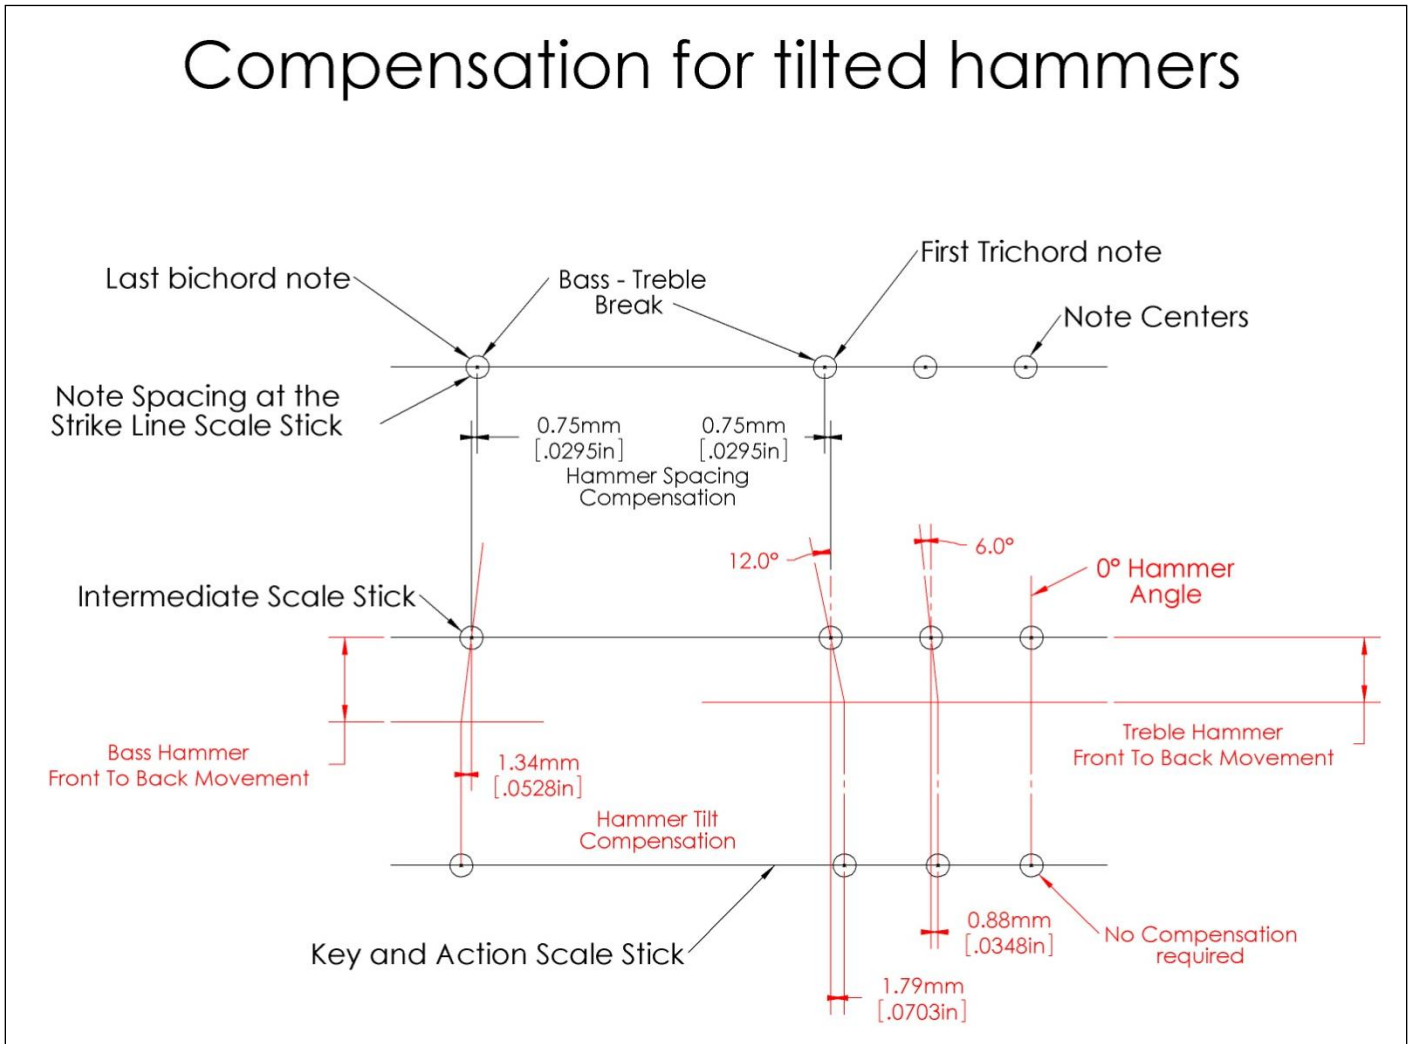 Compensation for tilted hammers
First Trichord note
Last bichord note
Bass - Treble
Break
Note Centers
Note Spacing at the
Strike Line Scale Stick
0.75mm
[.0295in]
0.75mm
[.0295in]
Hammer Spacing
Compensation
12.0°
6.0°
0° Hammer
Angle
Intermediate Scale Stick
Bass Hammer
Front To Back Movement
Treble Hammer
Front To Back Movement
1.34mm
[.0528in]
Hammer Tilt
Compensation
Key and Action Scale Stick
0.88mm
[.0348in]
No Compensation
required
1.79mm
[.0703in]